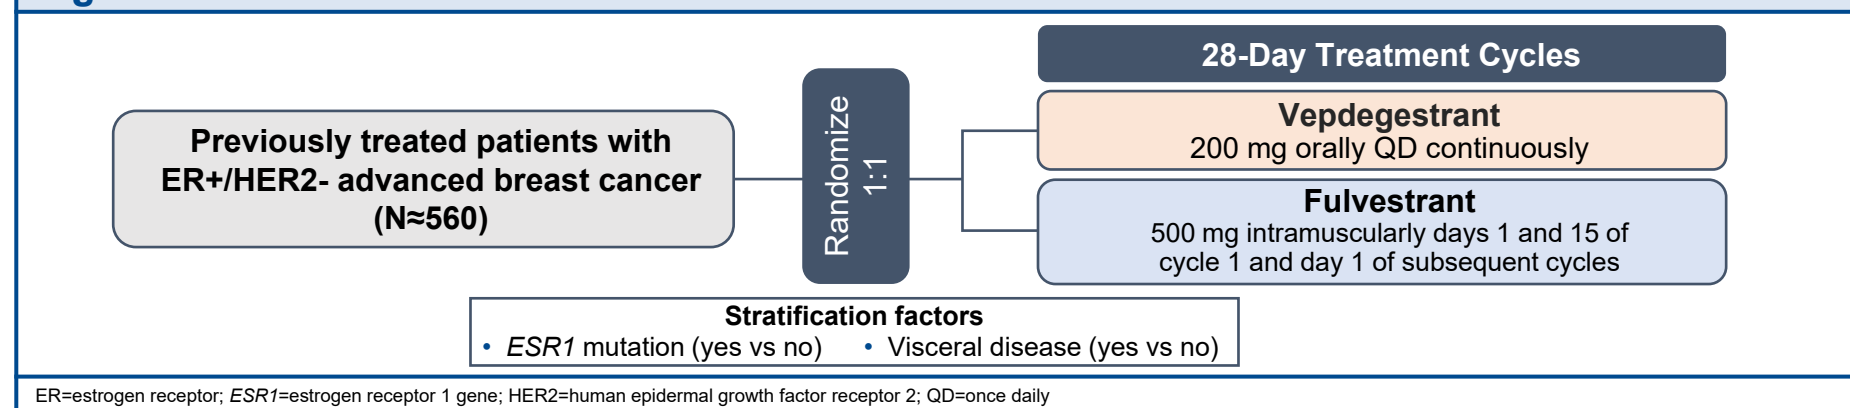 28-Day Treatment Cycles
Previously treated patients with
ER+/HER2- advanced breast cancer
(N≈560)
Randomize
1:1
Vepdegestrant
200 mg orally QD continuously
Fulvestrant
500 mg intramuscularly days 1 and 15 of
cycle 1 and day 1 of subsequent cycles
Stratification factors
• ESR1 mutation (yes vs no) • Visceral disease (yes vs no)
ER=estrogen receptor; ESR1=estrogen receptor 1 gene; HER2=human epidermal growth factor receptor 2; QD=once daily